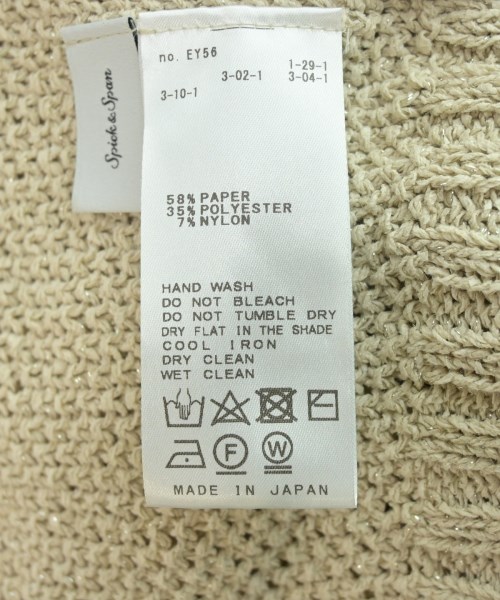 no. EY56
1-29-1
3-02-1 3-04-1
3-10-1
58% PAPER
35% POLYESTER
7% NYLON
HAND WASH
DO NOT BLEACH
DO NOT TUMBLE DRY
DRY FLAT IN THE SHADE
COOL IRON
DRY CLEAN
WET CLEAN
F W
MADE IN JAPAN
Spick & Span